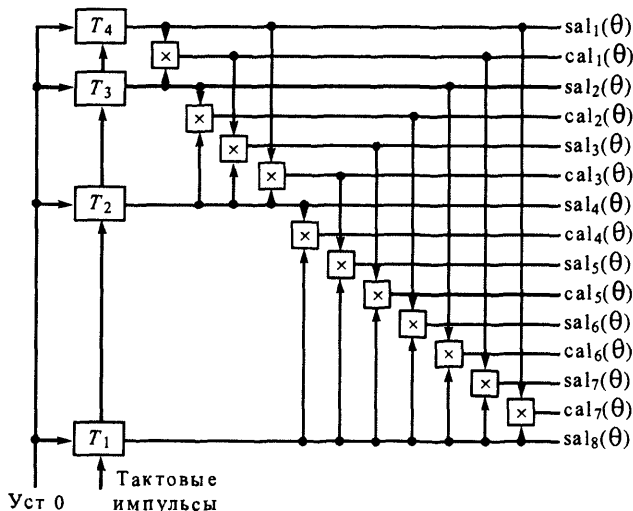 T₄
sal₁(θ)
×
cal₁(θ)
T₃
sal₂(θ)
×
cal₂(θ)
×
sal₃(θ)
×
cal₃(θ)
T₂
sal₄(θ)
×
cal₄(θ)
×
sal₅(θ)
×
cal₅(θ)
×
sal₆(θ)
×
cal₆(θ)
×
sal₇(θ)
×
cal₇(θ)
T₁
sal₈(θ)
Уст 0
Тактовые
импульсы